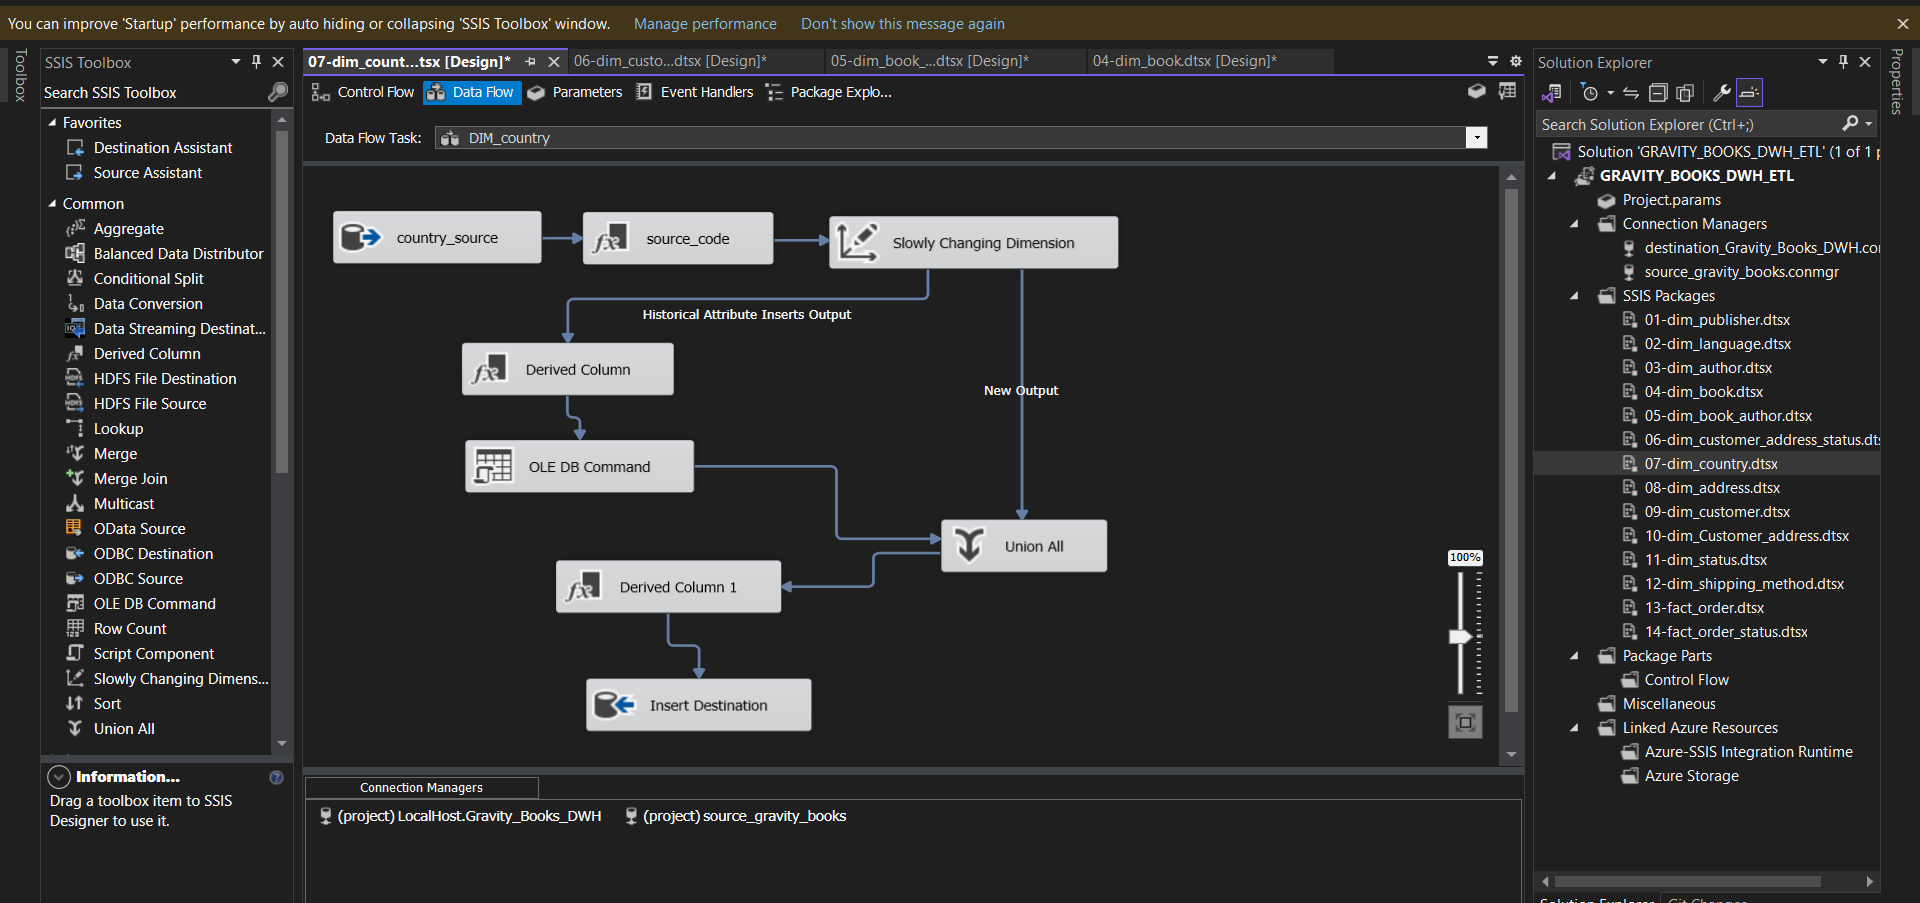 You can improve 'Startup' performance by auto hiding or collapsing 'SSIS Toolbox' window. Manage performance Don't show this message again
Toolbox
SSIS Toolbox
Search SSIS Toolbox
Favorites
Destination Assistant
Source Assistant
Common
Aggregate
Balanced Data Distributor
Conditional Split
Data Conversion
Data Streaming Destinat...
Derived Column
HDFS File Destination
HDFS File Source
Lookup
Merge
Merge Join
Multicast
OData Source
ODBC Destination
ODBC Source
OLE DB Command
Row Count
Script Component
Slowly Changing Dimens...
Sort
Union All
Information...
Drag a toolbox item to SSIS
Designer to use it.
07-dim_count...tsx [Design]* 06-dim_custo...dtsx [Design]* 05-dim_book_...dtsx [Design]* 04-dim_book.dtsx [Design]*
Control Flow Data Flow Parameters Event Handlers Package Explo...
Data Flow Task: DIM_country
country_source
source_code
Slowly Changing Dimension
Historical Attribute Inserts Output
Derived Column
New Output
OLE DB Command
Union All
Derived Column 1
Insert Destination
100%
Connection Managers
(project) LocalHost.Gravity_Books_DWH (project) source_gravity_books
Solution Explorer
Search Solution Explorer (Ctrl+;)
Solution 'GRAVITY_BOOKS_DWH_ETL' (1 of 1 p
GRAVITY_BOOKS_DWH_ETL
Project.params
Connection Managers
destination_Gravity_Books_DWH.co
source_gravity_books.conmgr
SSIS Packages
01-dim_publisher.dtsx
02-dim_language.dtsx
03-dim_author.dtsx
04-dim_book.dtsx
05-dim_book_author.dtsx
06-dim_customer_address_status.dts
07-dim_country.dtsx
08-dim_address.dtsx
09-dim_customer.dtsx
10-dim_Customer_address.dtsx
11-dim_status.dtsx
12-dim_shipping_method.dtsx
13-fact_order.dtsx
14-fact_order_status.dtsx
Package Parts
Control Flow
Miscellaneous
Linked Azure Resources
Azure-SSIS Integration Runtime
Azure Storage
Solution Explorer Git Changes
Properties